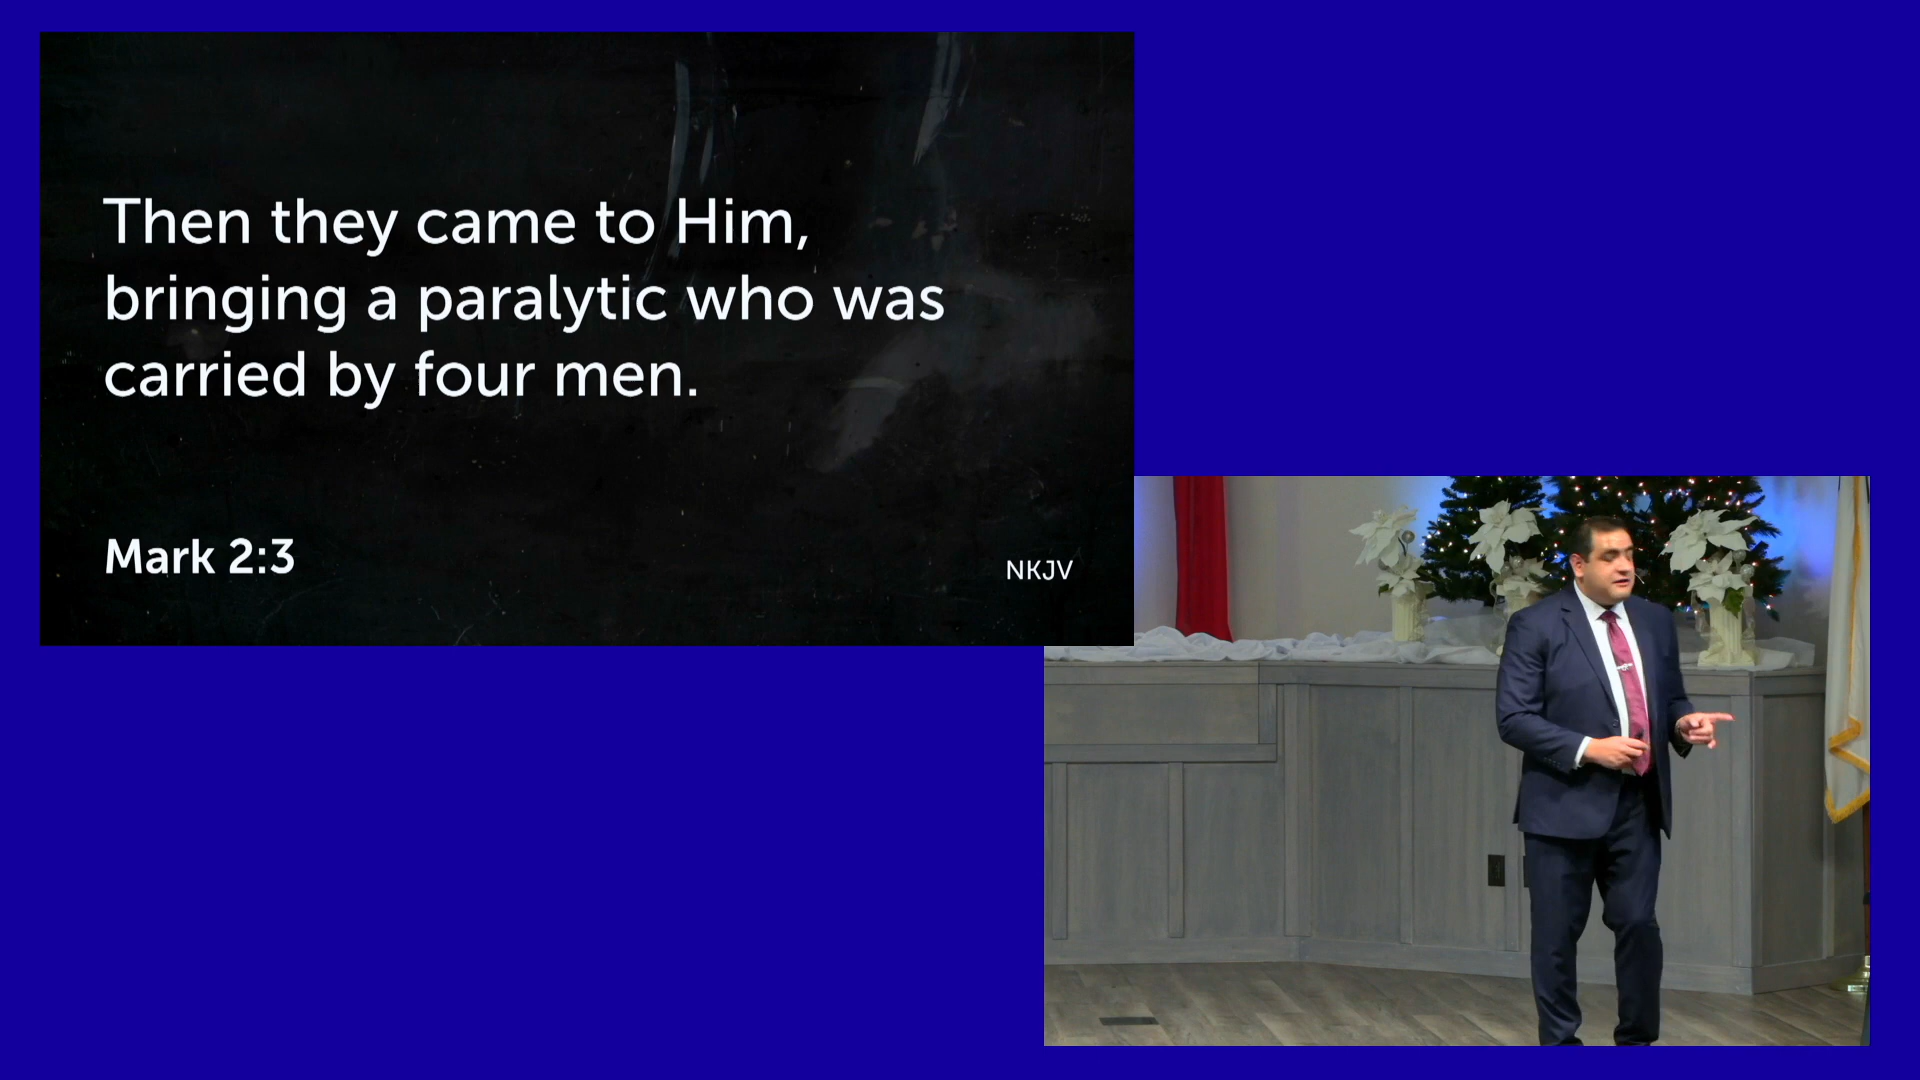 Then they came to Him,
bringing a paralytic who was
carried by four men.
Mark 2:3
NKJV